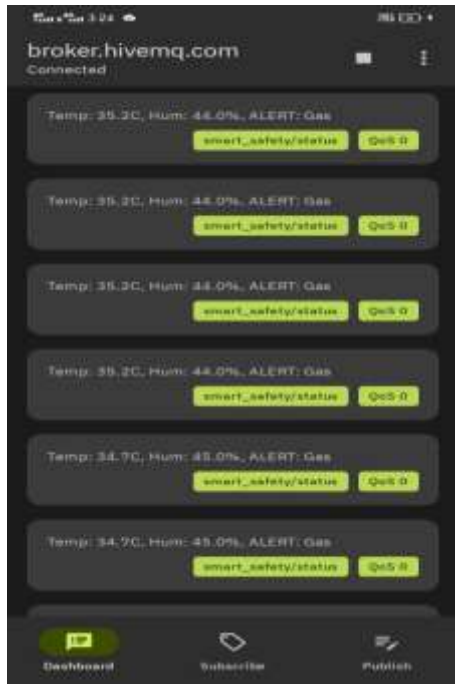 3:24
broker.hivemq.com
Connected
Temp: 35.2C, Hum: 44.0%, ALERT: Gas
smart_safety/status QoS 0
Temp: 35.2C, Hum: 44.0%, ALERT: Gas
smart_safety/status QoS 0
Temp: 35.2C, Hum: 44.0%, ALERT: Gas
smart_safety/status QoS 0
Temp: 35.2C, Hum: 44.0%, ALERT: Gas
smart_safety/status QoS 0
Temp: 34.7C, Hum: 45.0%, ALERT: Gas
smart_safety/status QoS 0
Temp: 34.7C, Hum: 45.0%, ALERT: Gas
smart_safety/status QoS 0
Dashboard Subscribe Publish